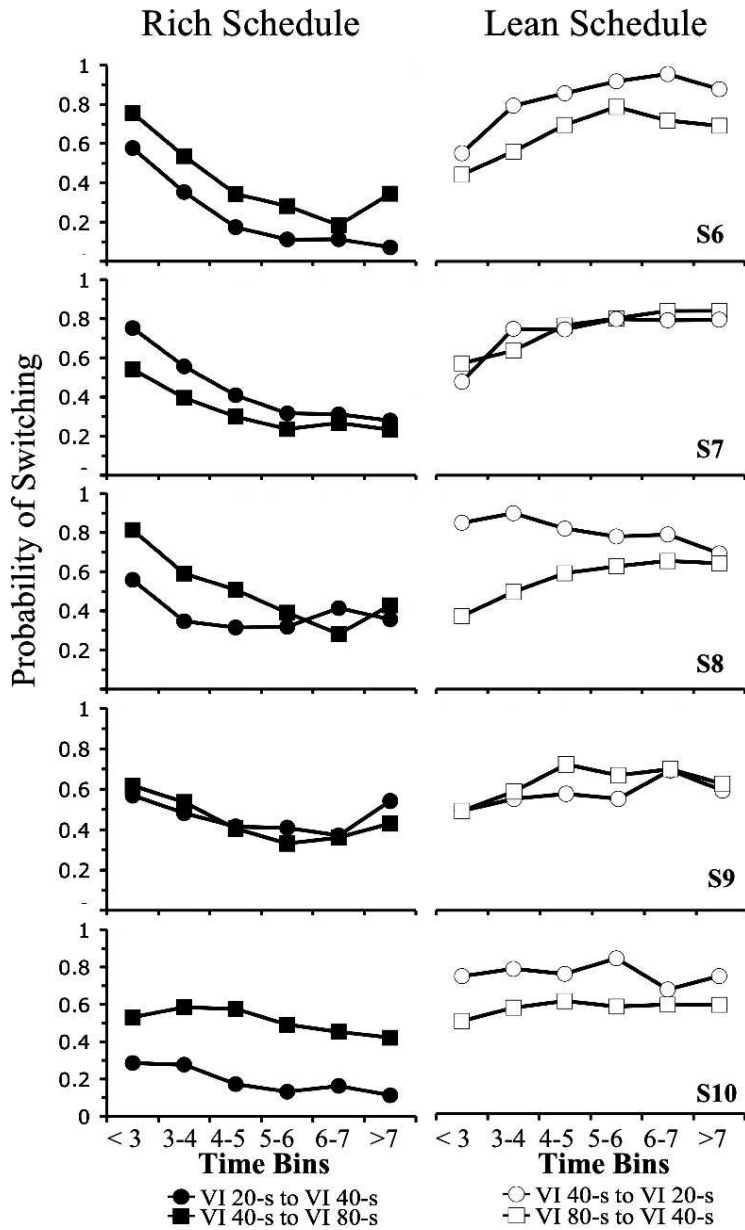 Rich Schedule Lean Schedule
Probability of Switching
1
0.8
0.6
0.4
0.2
S6
1
0.8
0.6
0.4
0.2
S7
1
0.8
0.6
0.4
0.2
S8
1
0.8
0.6
0.4
0.2
S9
1
0.8
0.6
0.4
0.2
0
S10
< 3 3-4 4-5 5-6 6-7 >7 < 3 3-4 4-5 5-6 6-7 >7
Time Bins Time Bins
VI 20-s to VI 40-s VI 40-s to VI 20-s
VI 40-s to VI 80-s VI 80-s to VI 40-s